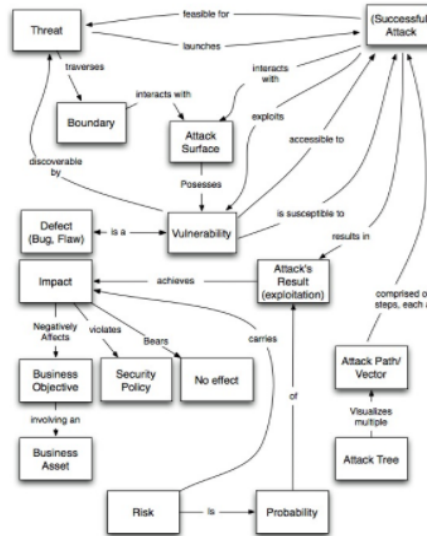 feasible for
(Successful)
Attack
Threat
launches
traverses
interacts
with
interacts with
Boundary
Attack
Surface
exploits
accessible to
discoverable
by
Posesses
Defect
(Bug, Flaw)
is a
Vulnerability
is susceptible to
results in
Impact
achieves
Attack's
Result
(exploitation)
comprised o
steps, each a
Negatively
Affects
violates
Bears
carries
Business
Objective
Security
Policy
No effect
of
Attack Path/
Vector
involving an
Visualizes
multiple
Business
Asset
Attack Tree
Risk
Is
Probability